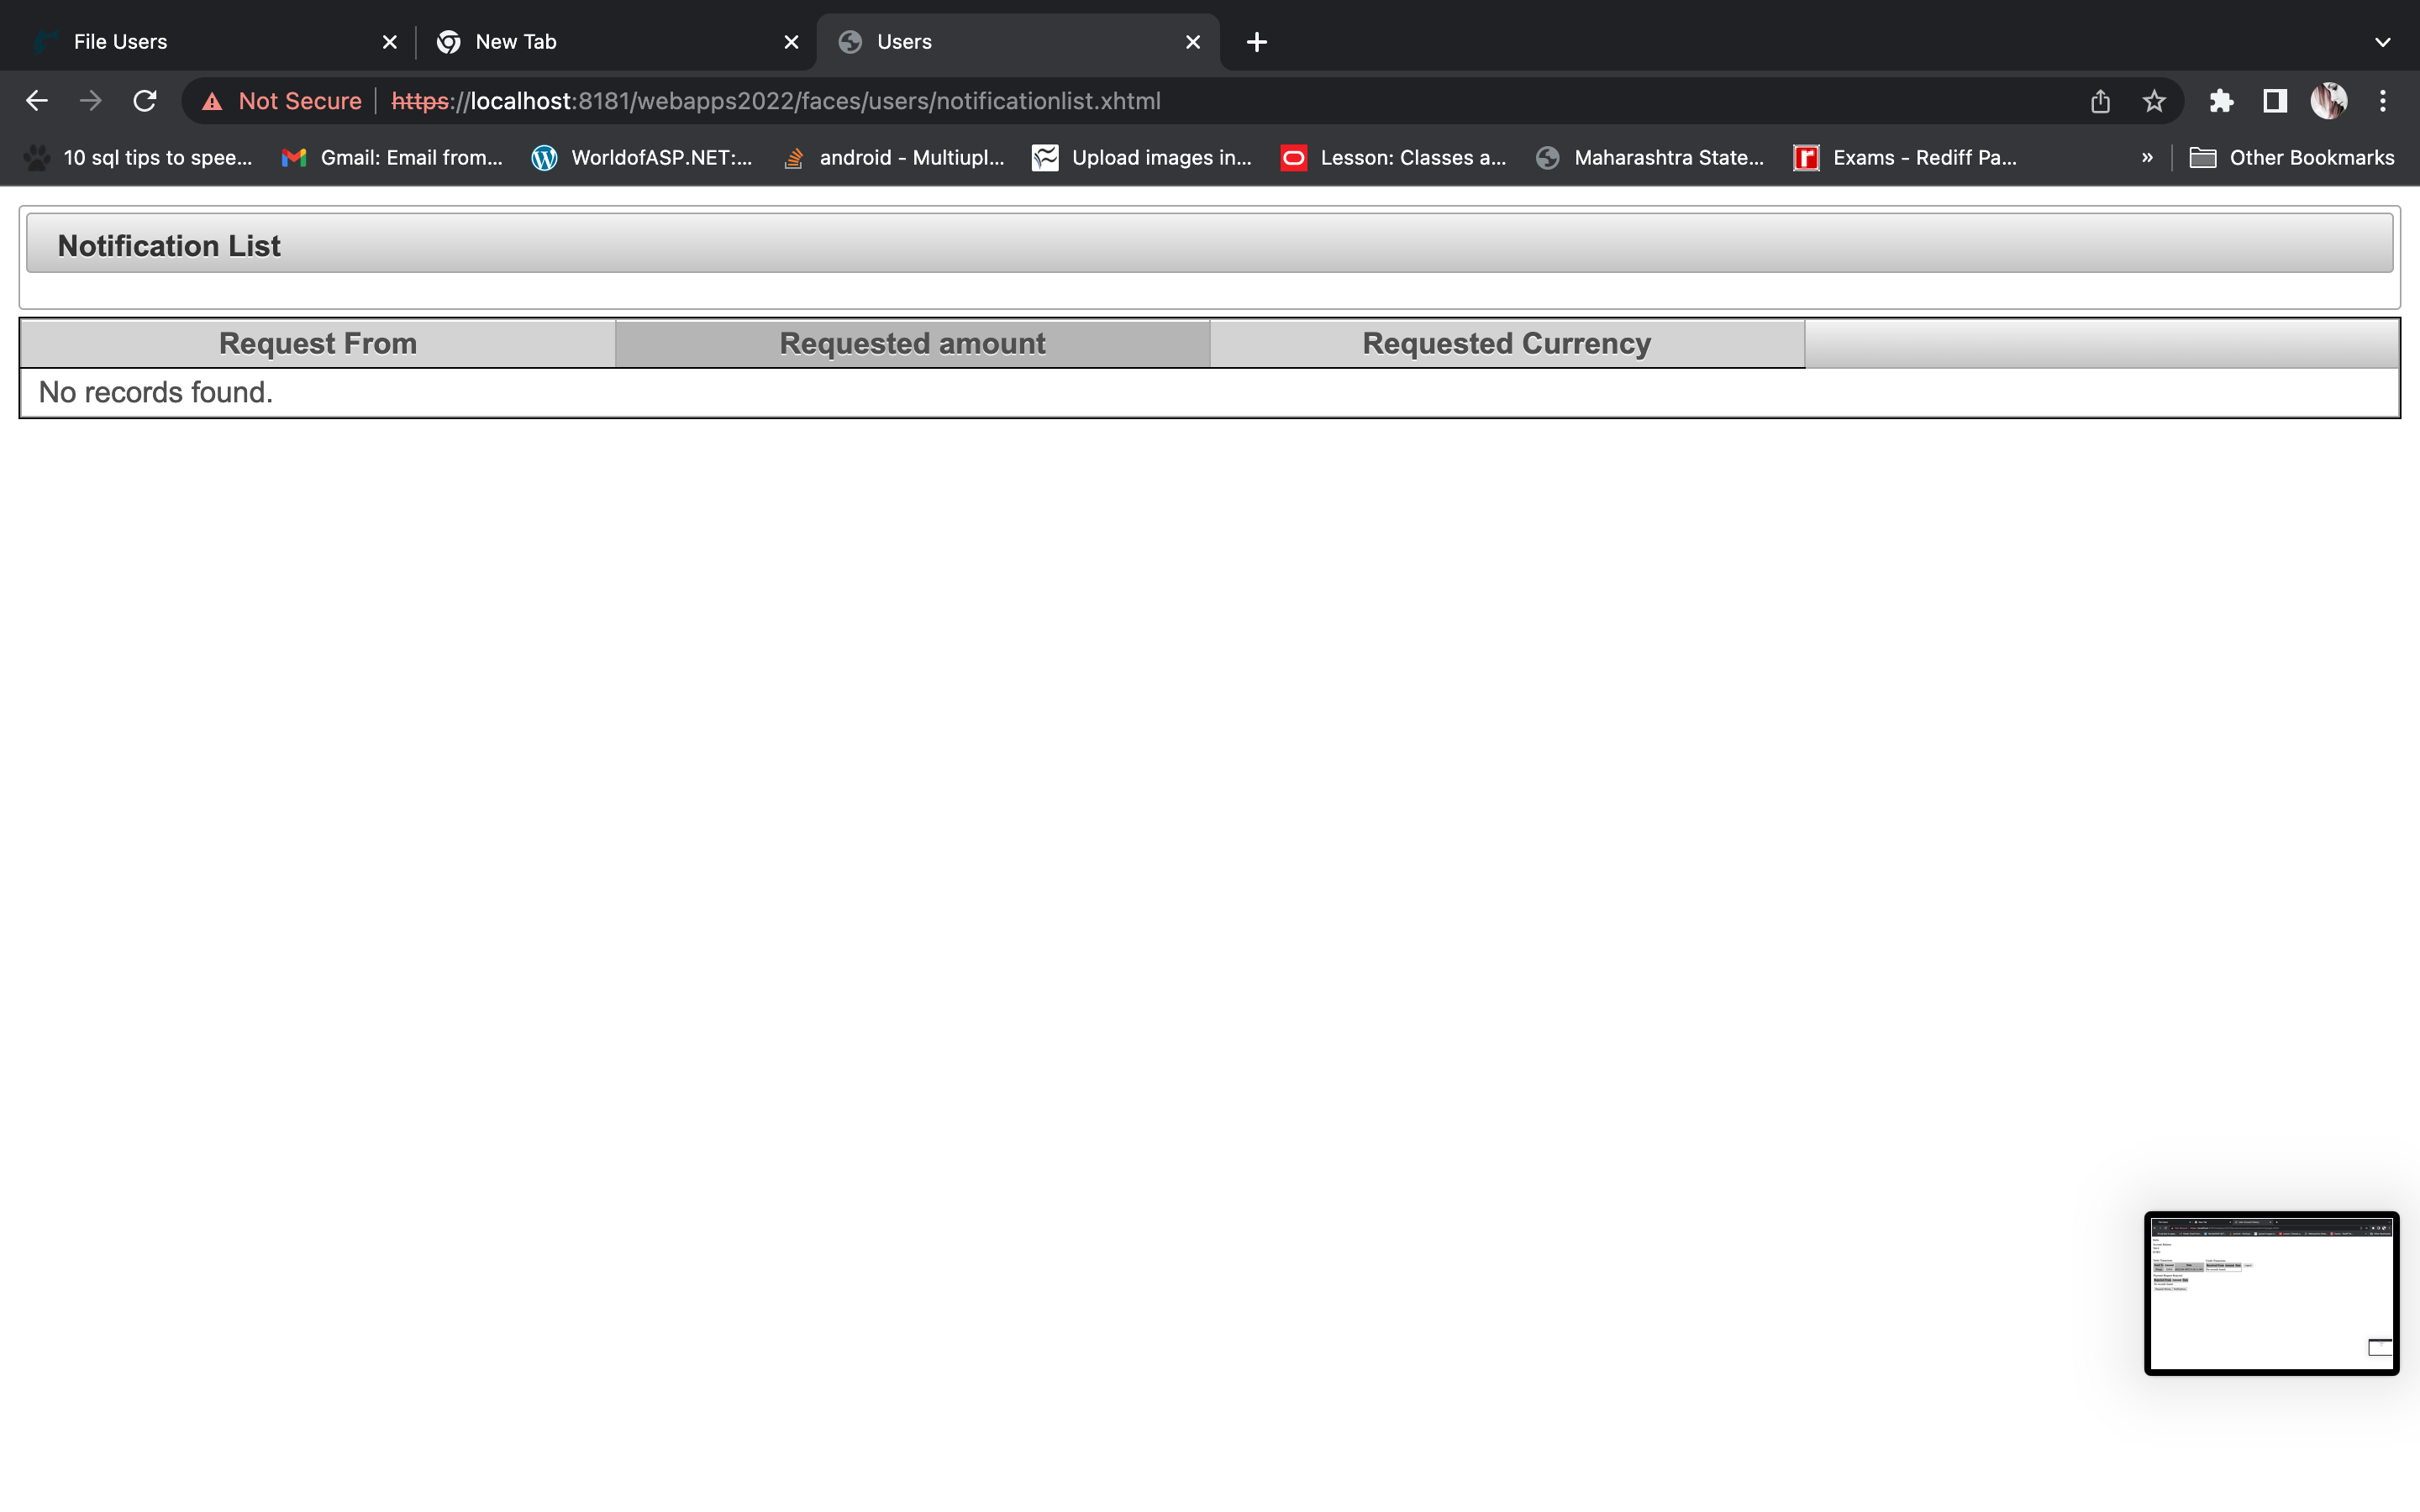 File Users
New Tab
Users
Not Secure
https://localhost:8181/webapps2022/faces/users/notificationlist.xhtml
10 sql tips to spee...
Gmail: Email from...
WorldofASP.NET:...
android - Multiupl...
Upload images in...
Lesson: Classes a...
Maharashtra State...
Exams - Rediff Pa...
»
Other Bookmarks
Notification List
Request From
Requested amount
Requested Currency
No records found.